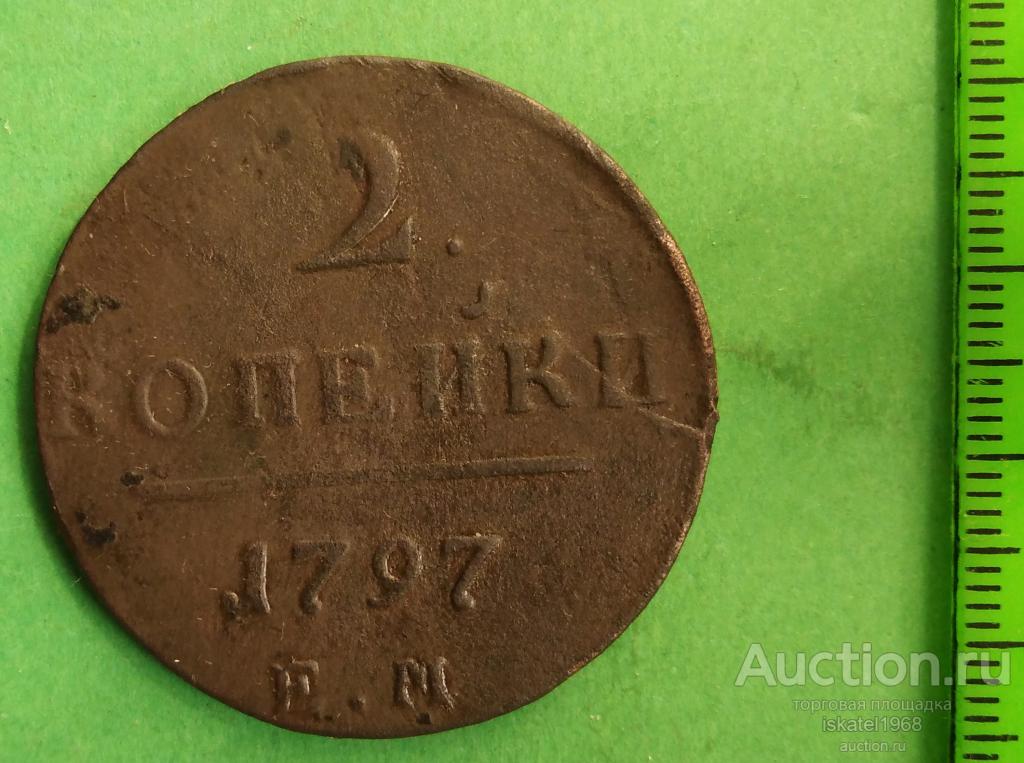 2.
КОПЕЙКИ
1797
Е.М
Auction.ru
торговая площадка
iskatel1968
auction.ru